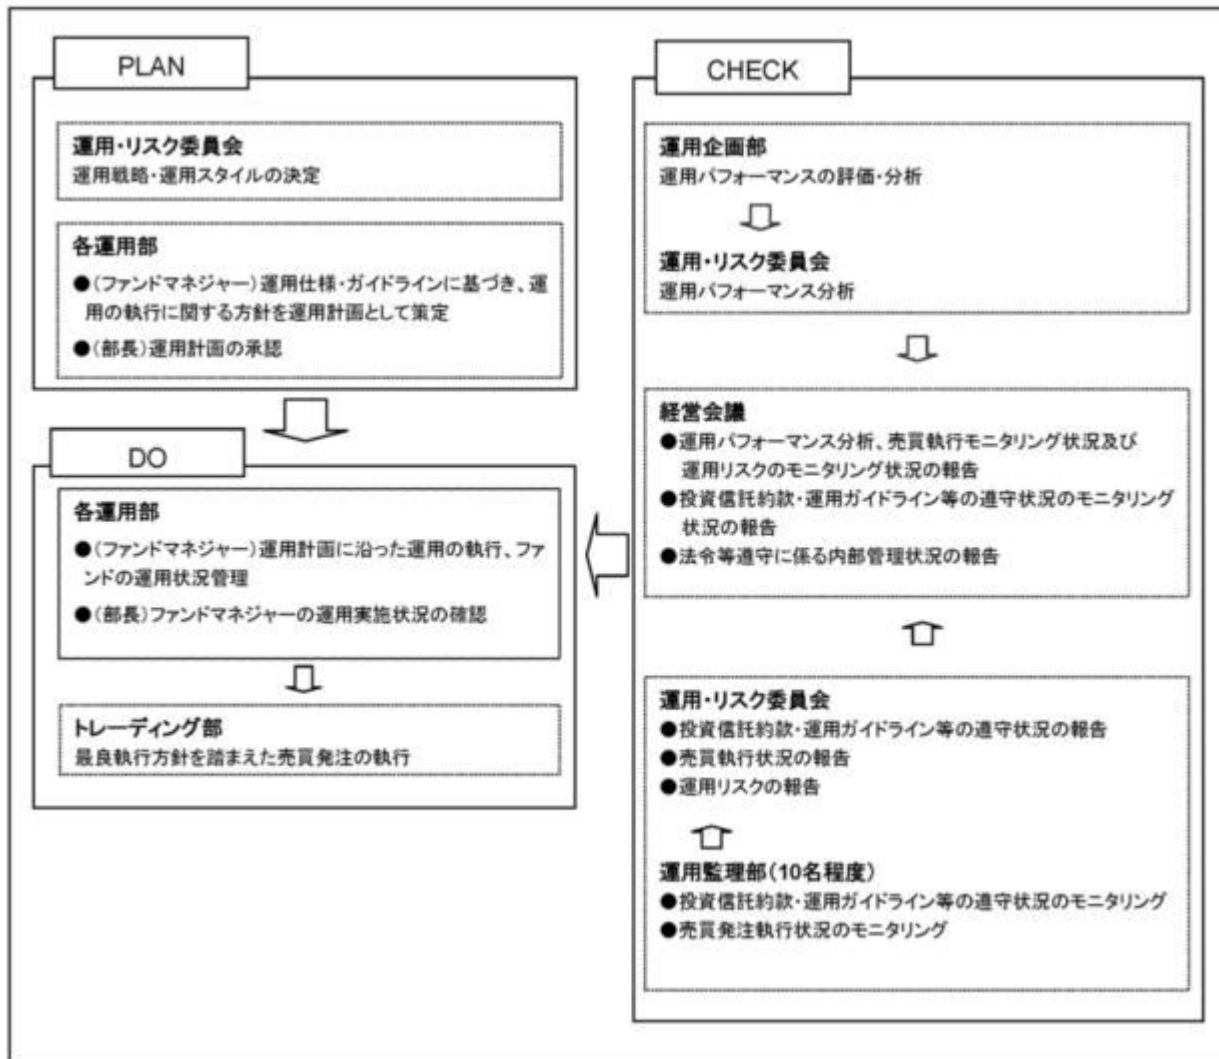 PLAN
運用・リスク委員会
運用戦略・運用スタイルの決定
各運用部
●(ファンドマネジャー)運用仕様・ガイドラインに基づき、運
用の執行に関する方針を運用計画として策定
●(部長)運用計画の承認
DO
各運用部
●(ファンドマネジャー)運用計画に沿った運用の執行、ファ
ンドの運用状況管理
●(部長)ファンドマネジャーの運用実施状況の確認
トレーディング部
最良執行方針を踏まえた売買発注の執行
CHECK
運用企画部
運用パフォーマンスの評価・分析
運用・リスク委員会
運用パフォーマンス分析
経営会議
●運用パフォーマンス分析、売買執行モニタリング状況及び
運用リスクのモニタリング状況の報告
●投資信託約款・運用ガイドライン等の遵守状況のモニタリング
状況の報告
●法令等遵守に係る内部管理状況の報告
運用・リスク委員会
●投資信託約款・運用ガイドライン等の遵守状況の報告
●売買執行状況の報告
●運用リスクの報告
運用監理部(10名程度)
●投資信託約款・運用ガイドライン等の遵守状況のモニタリング
●売買発注執行状況のモニタリング